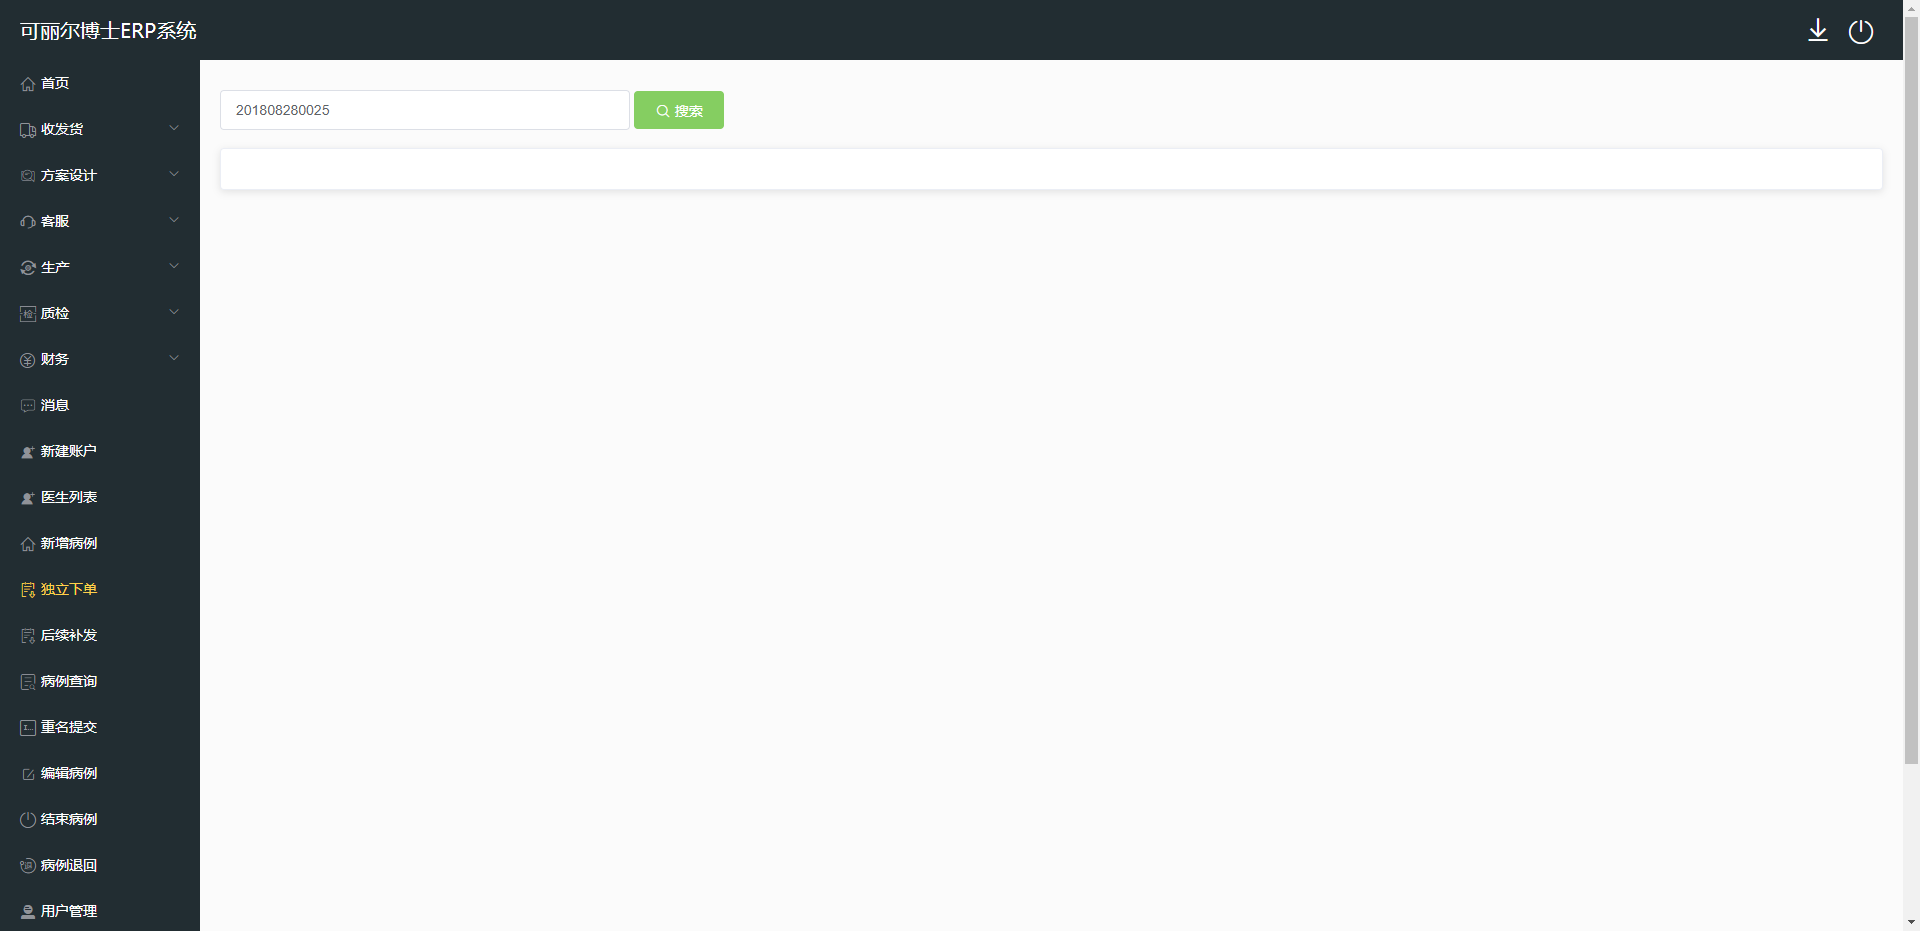 可丽尔博士ERP系统
首页
收发货
方案设计
客服
生产
质检
财务
消息
新建账户
医生列表
新增病例
独立下单
后续补发
病例查询
重名提交
编辑病例
结束病例
病例退回
用户管理
201808280025
搜索